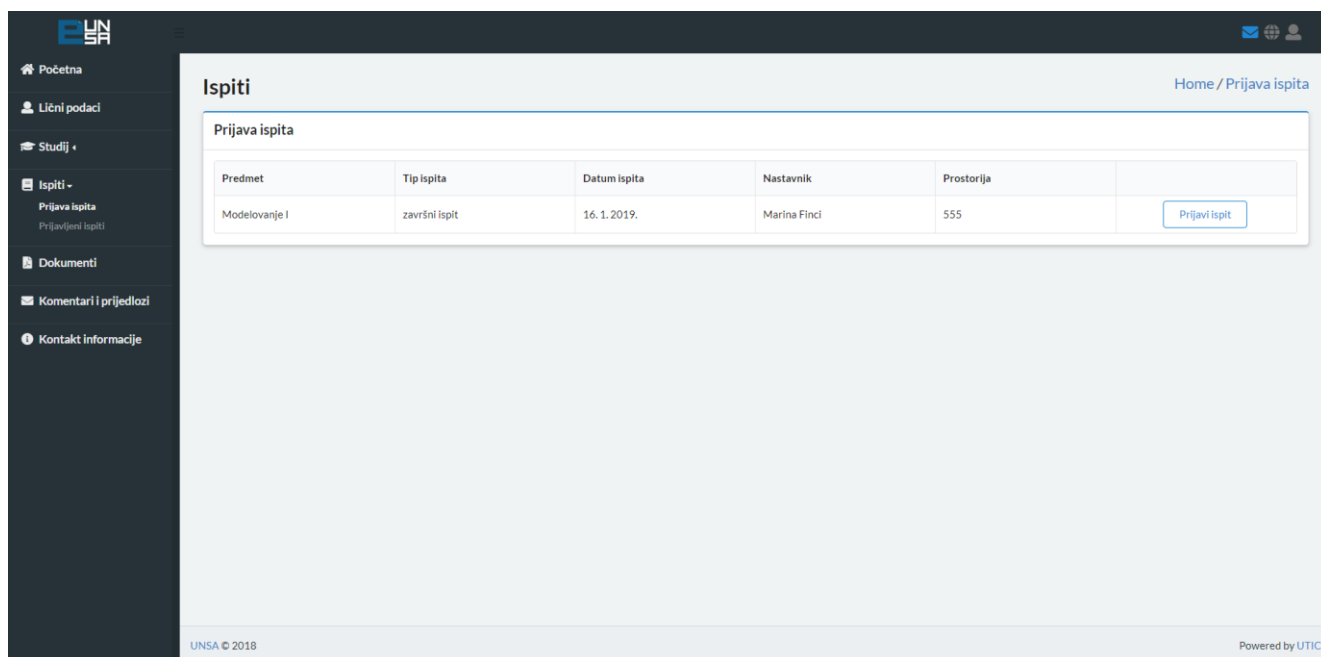 eUNSA
Početna
Lični podaci
Studij
Ispiti
Prijava ispita
Prijavljeni ispiti
Dokumenti
Komentari i prijedlozi
Kontakt informacije
Ispiti
Home / Prijava ispita
Prijava ispita
Predmet Tip ispita Datum ispita Nastavnik Prostorija
Modelovanje I završni ispit 16. 1. 2019. Marina Finci 555 Prijavi ispit
UNSA © 2018
Powered by UTIC